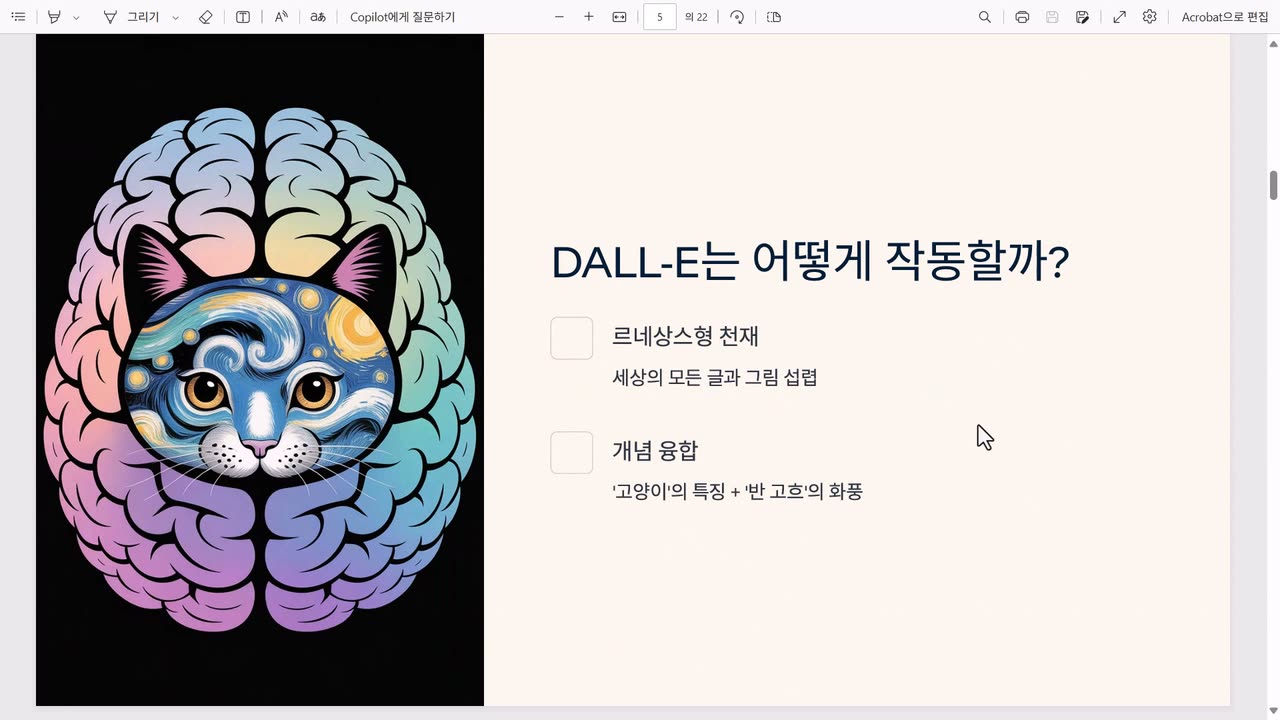 그리기
Copilot에게 질문하기
5
의 22
Acrobat으로 편집
DALL-E는 어떻게 작동할까?
르네상스형 천재
세상의 모든 글과 그림 섭렵
개념 융합
'고양이'의 특징 + '반 고흐'의 화풍